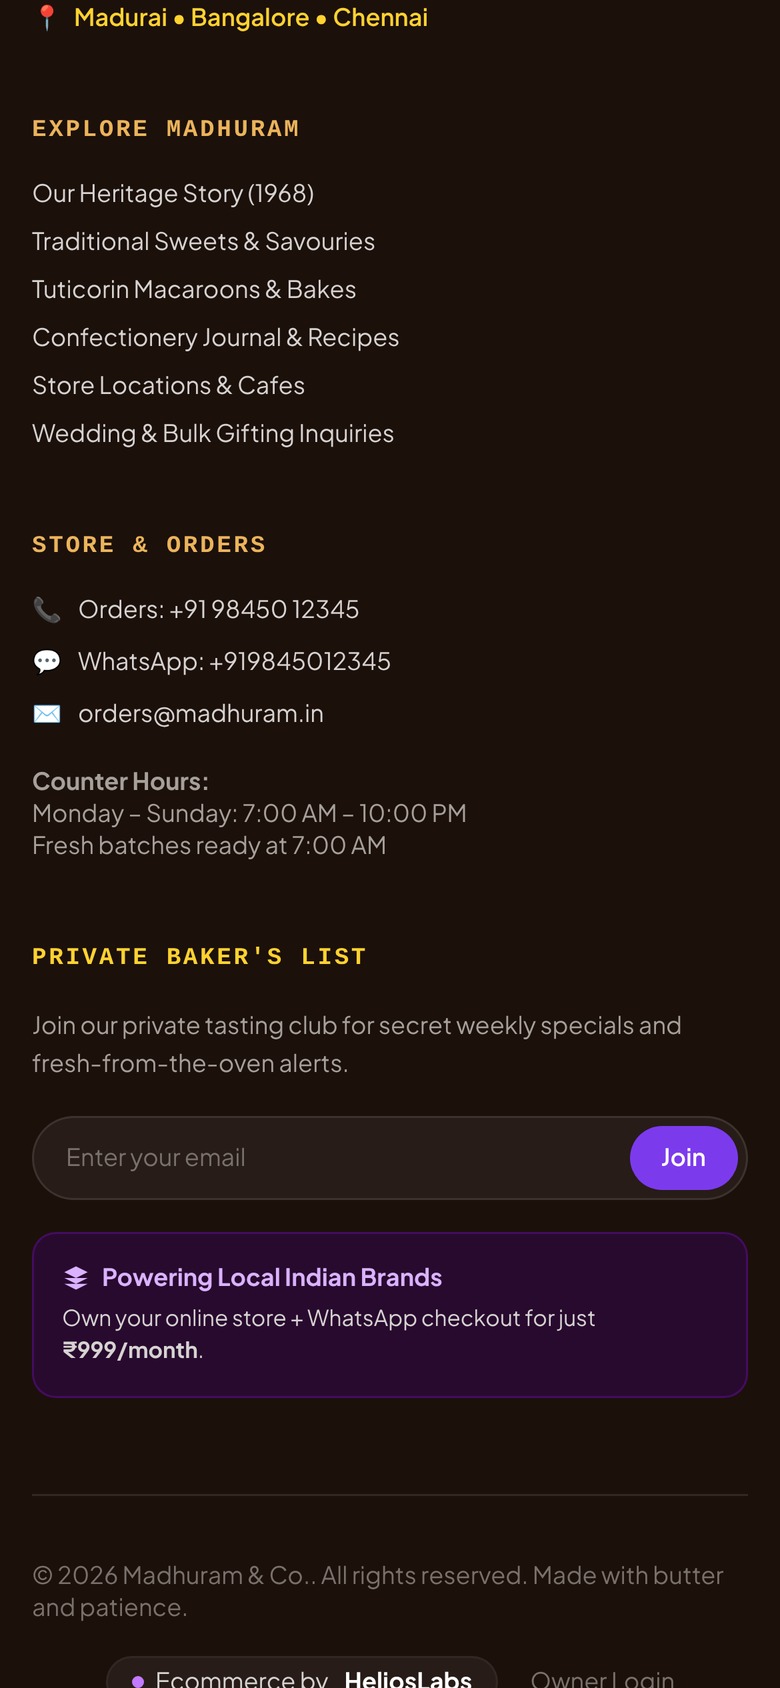 Madurai • Bangalore • Chennai
EXPLORE MADHURAM
Our Heritage Story (1968)
Traditional Sweets & Savouries
Tuticorin Macaroons & Bakes
Confectionery Journal & Recipes
Store Locations & Cafes
Wedding & Bulk Gifting Inquiries
STORE & ORDERS
Orders: +91 98450 12345
WhatsApp: +919845012345
orders@madhuram.in
Counter Hours:
Monday – Sunday: 7:00 AM – 10:00 PM
Fresh batches ready at 7:00 AM
PRIVATE BAKER'S LIST
Join our private tasting club for secret weekly specials and
fresh-from-the-oven alerts.
Enter your email
Join
Powering Local Indian Brands
Own your online store + WhatsApp checkout for just
₹999/month.
© 2026 Madhuram & Co.. All rights reserved. Made with butter
and patience.
Ecommerce by HeliosLabs
Owner Login